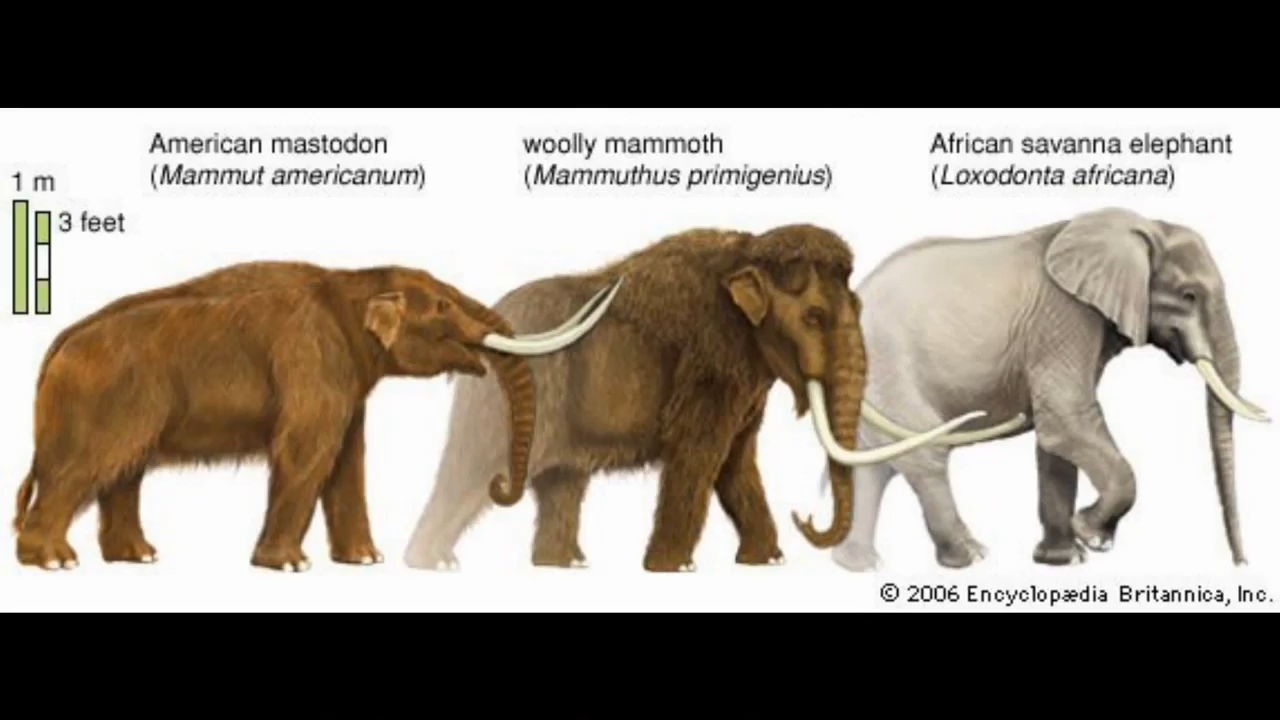 American mastodon
(Mammut americanum)
woolly mammoth
(Mammuthus primigenius)
African savanna elephant
(Loxodonta africana)
1 m
3 feet
© 2006 Encyclopædia Britannica, Inc.